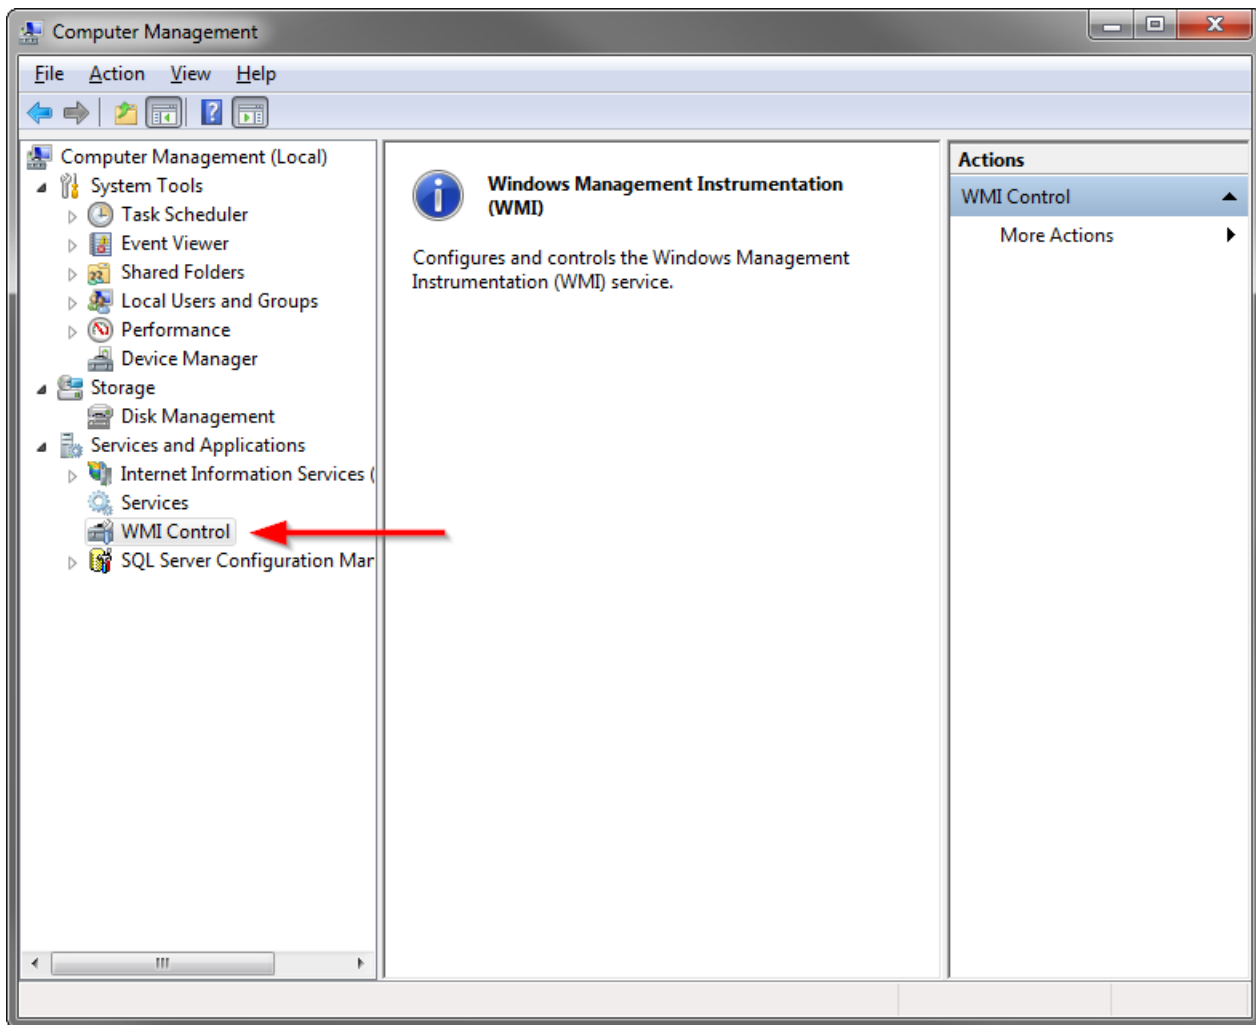 Computer Management
File Action View Help
Computer Management (Local)
System Tools
Task Scheduler
Event Viewer
Shared Folders
Local Users and Groups
Performance
Device Manager
Storage
Disk Management
Services and Applications
Internet Information Services (
Services
WMI Control
SQL Server Configuration Mar
Windows Management Instrumentation
(WMI)
Configures and controls the Windows Management
Instrumentation (WMI) service.
Actions
WMI Control
More Actions